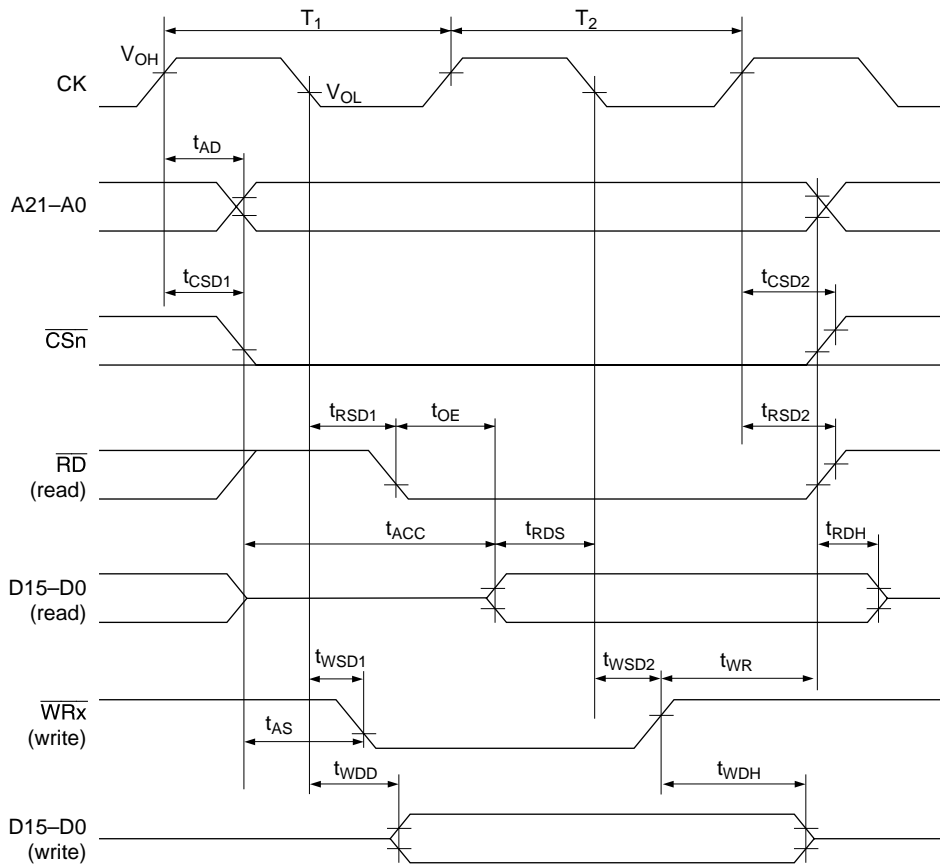 T1 T2
VOH
CK
VOL
tAD
A21–A0
tCSD1 tCSD2
CSn
tRSD1 tOE tRSD2
RD
(read)
tACC tRDS tRDH
D15–D0
(read)
tWSD1 tWSD2 tWR
WRx
(write)
tAS
tWDD tWDH
D15–D0
(write)